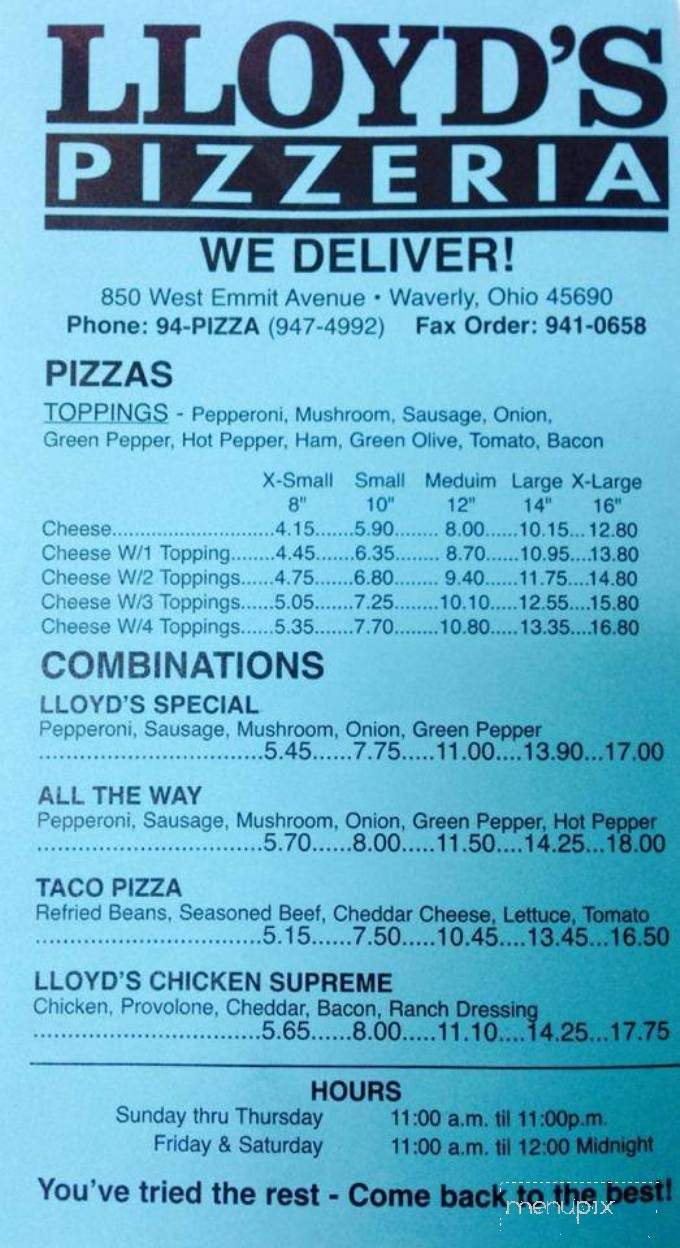 LLOYD'S
PIZZERIA
WE DELIVER!
850 West Emmit Avenue • Waverly, Ohio 45690
Phone: 94-PIZZA (947-4992) Fax Order: 941-0658
PIZZAS
TOPPINGS - Pepperoni, Mushroom, Sausage, Onion,
Green Pepper, Hot Pepper, Ham, Green Olive, Tomato, Bacon
X-Small Small Meduim Large X-Large
8" 10" 12" 14" 16"
Cheese............................4.15......5.90........ 8.00......10.15... 12.80
Cheese W/1 Topping.......4.45.......6.35........ 8.70......10.95....13.80
Cheese W/2 Toppings.....4.75.......6.80........ 9.40......11.75....14.80
Cheese W/3 Toppings.....5.05.......7.25........10.10.....12.55....15.80
Cheese W/4 Toppings.....5.35.......7.70........10.80.....13.35....16.80
COMBINATIONS
LLOYD'S SPECIAL
Pepperoni, Sausage, Mushroom, Onion, Green Pepper
................................5.45......7.75.....11.00....13.90...17.00
ALL THE WAY
Pepperoni, Sausage, Mushroom, Onion, Green Pepper, Hot Pepper
................................5.70......8.00.....11.50....14.25...18.00
TACO PIZZA
Refried Beans, Seasoned Beef, Cheddar Cheese, Lettuce, Tomato
................................5.15......7.50.....10.45....13.45...16.50
LLOYD'S CHICKEN SUPREME
Chicken, Provolone, Cheddar, Bacon, Ranch Dressing
................................5.65......8.00.....11.10....14.25...17.75
HOURS
Sunday thru Thursday 11:00 a.m. til 11:00p.m.
Friday & Saturday 11:00 a.m. til 12:00 Midnight
You've tried the rest - Come back to the best!
menupix